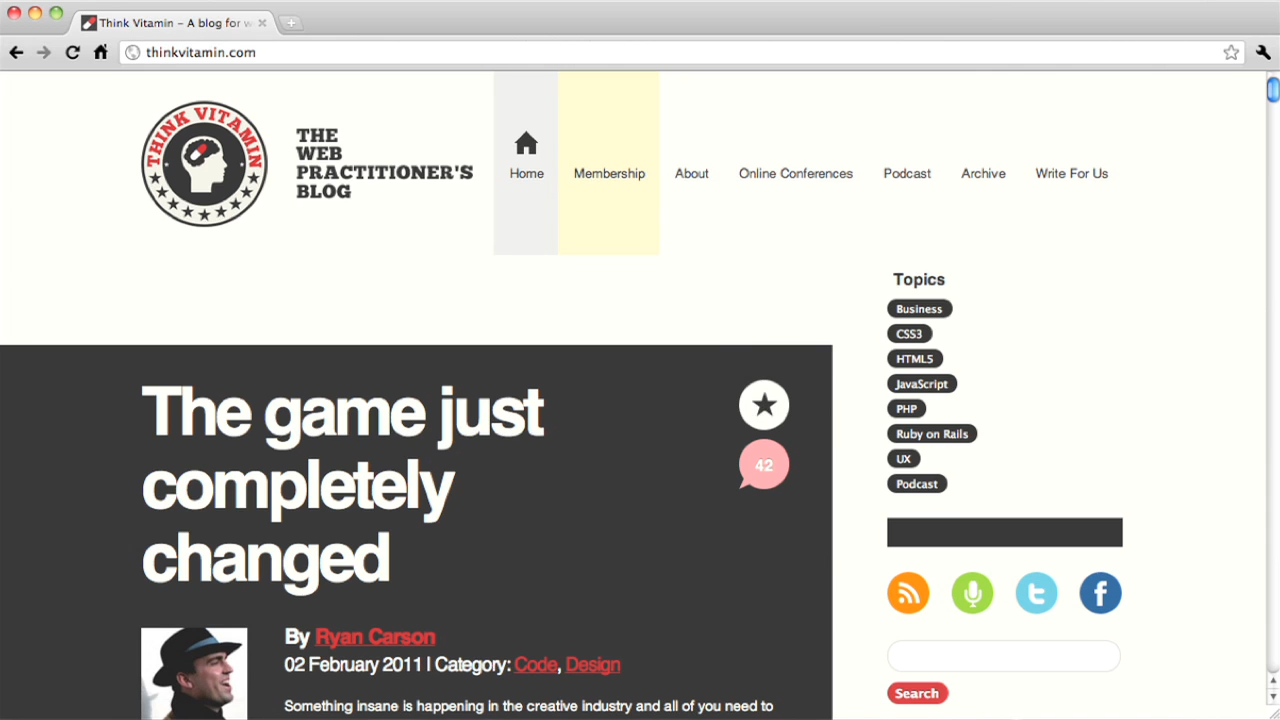 Think Vitamin – A blog for w
thinkvitamin.com
THINK VITAMIN
THE
WEB
PRACTITIONER'S
BLOG
Home
Membership
About
Online Conferences
Podcast
Archive
Write For Us
Topics
Business
CSS3
HTML5
JavaScript
PHP
Ruby on Rails
UX
Podcast
The game just
completely
changed
42
By Ryan Carson
02 February 2011 | Category: Code, Design
Something insane is happening in the creative industry and all of you need to
Search